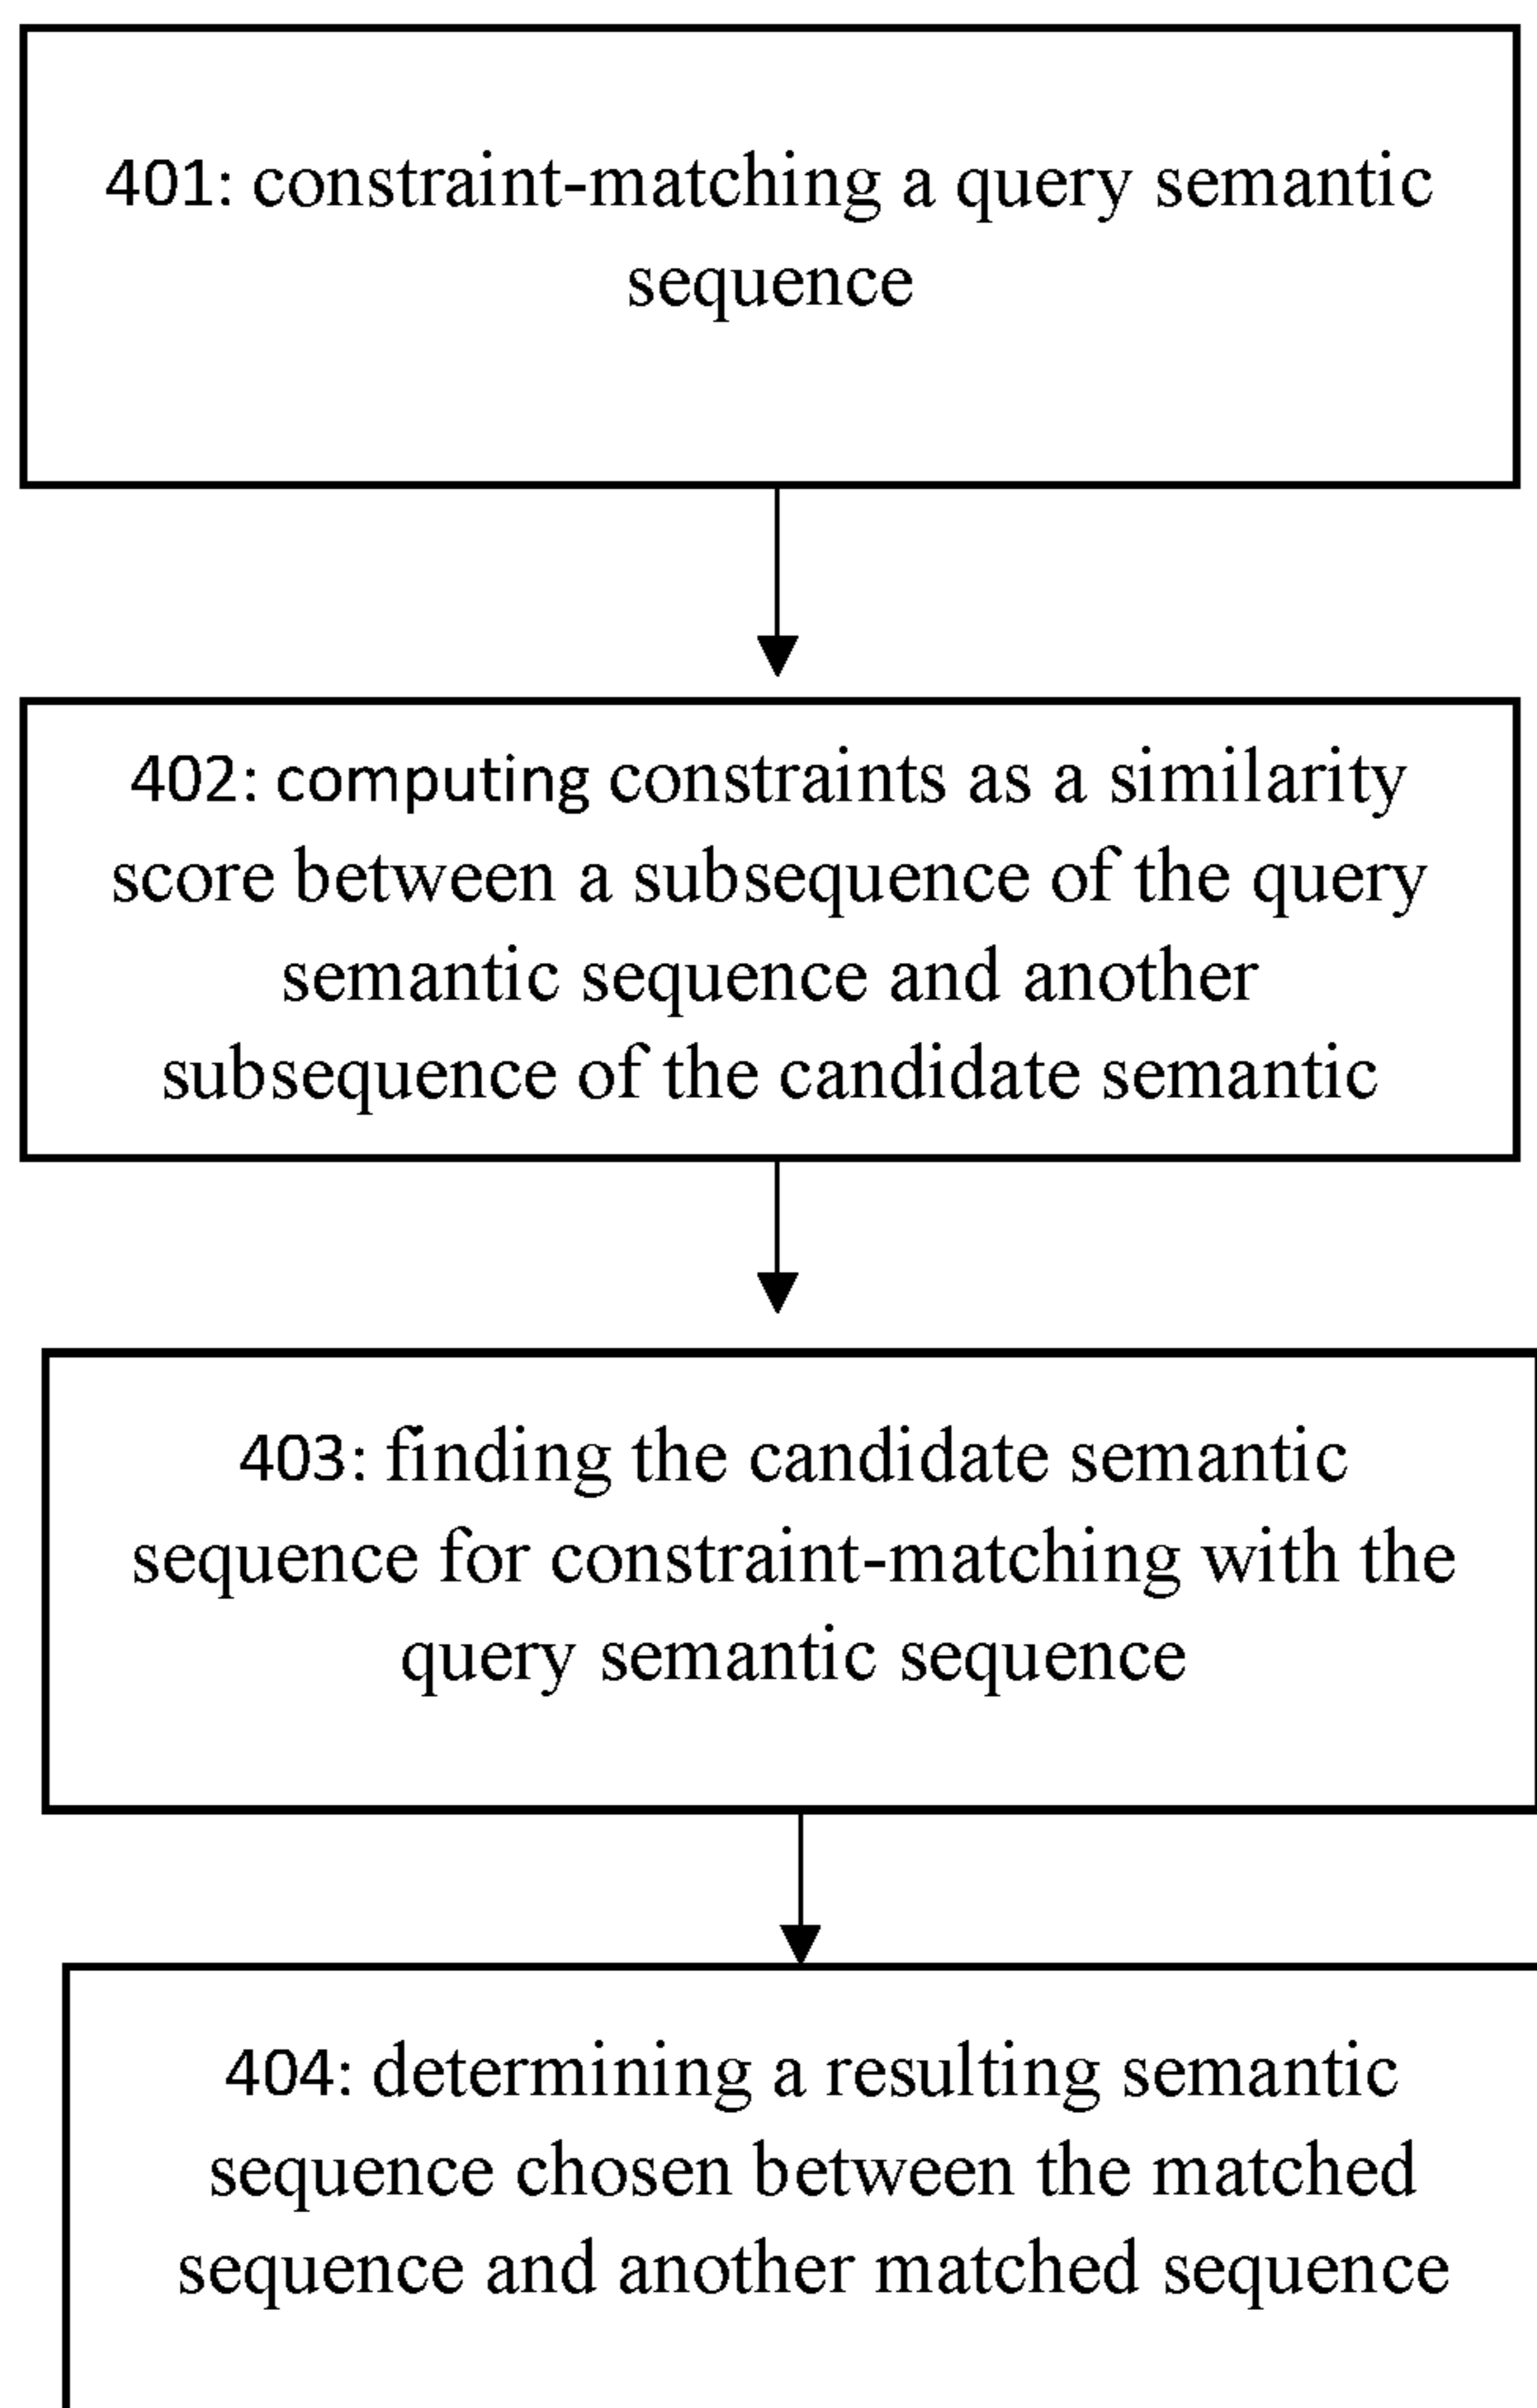 401: constraint-matching a query semantic
sequence
402: computing constraints as a similarity
score between a subsequence of the query
semantic sequence and another
subsequence of the candidate semantic
403: finding the candidate semantic
sequence for constraint-matching with the
query semantic sequence
404: determining a resulting semantic
sequence chosen between the matched
sequence and another matched sequence